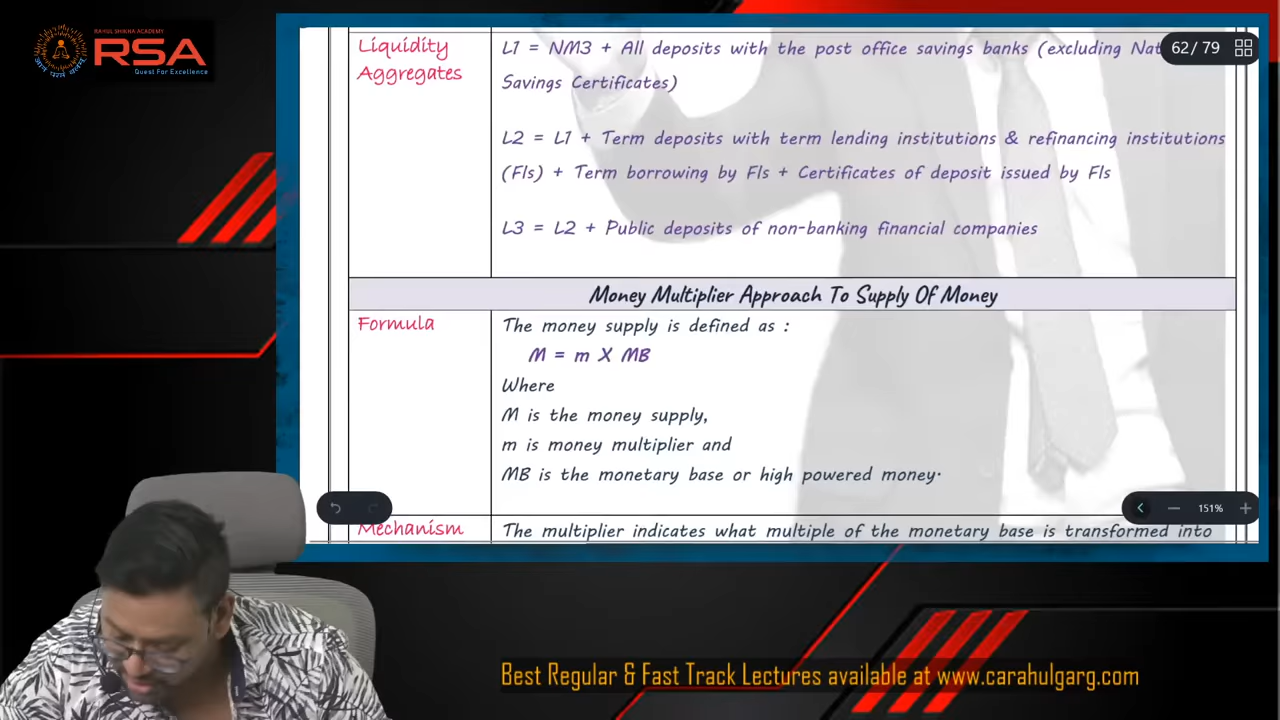 RAHUL SHIKHA ACADEMY
RSA
Quest For Excellence
62/79
Liquidity
Aggregates
L1 = NM3 + All deposits with the post office savings banks (excluding
Savings Certificates)
L2 = L1 + Term deposits with term lending institutions & refinancing institutions
(FIs) + Term borrowing by FIs + Certificates of deposit issued by FIs
L3 = L2 + Public deposits of non-banking financial companies
Money Multiplier Approach To Supply Of Money
Formula
The money supply is defined as :
M = m X MB
Where
M is the money supply,
m is money multiplier and
MB is the monetary base or high powered money.
151%
Mechanism
The multiplier indicates what multiple of the monetary base is transformed into
Best Regular & Fast Track Lectures available at www.carahulgarg.com